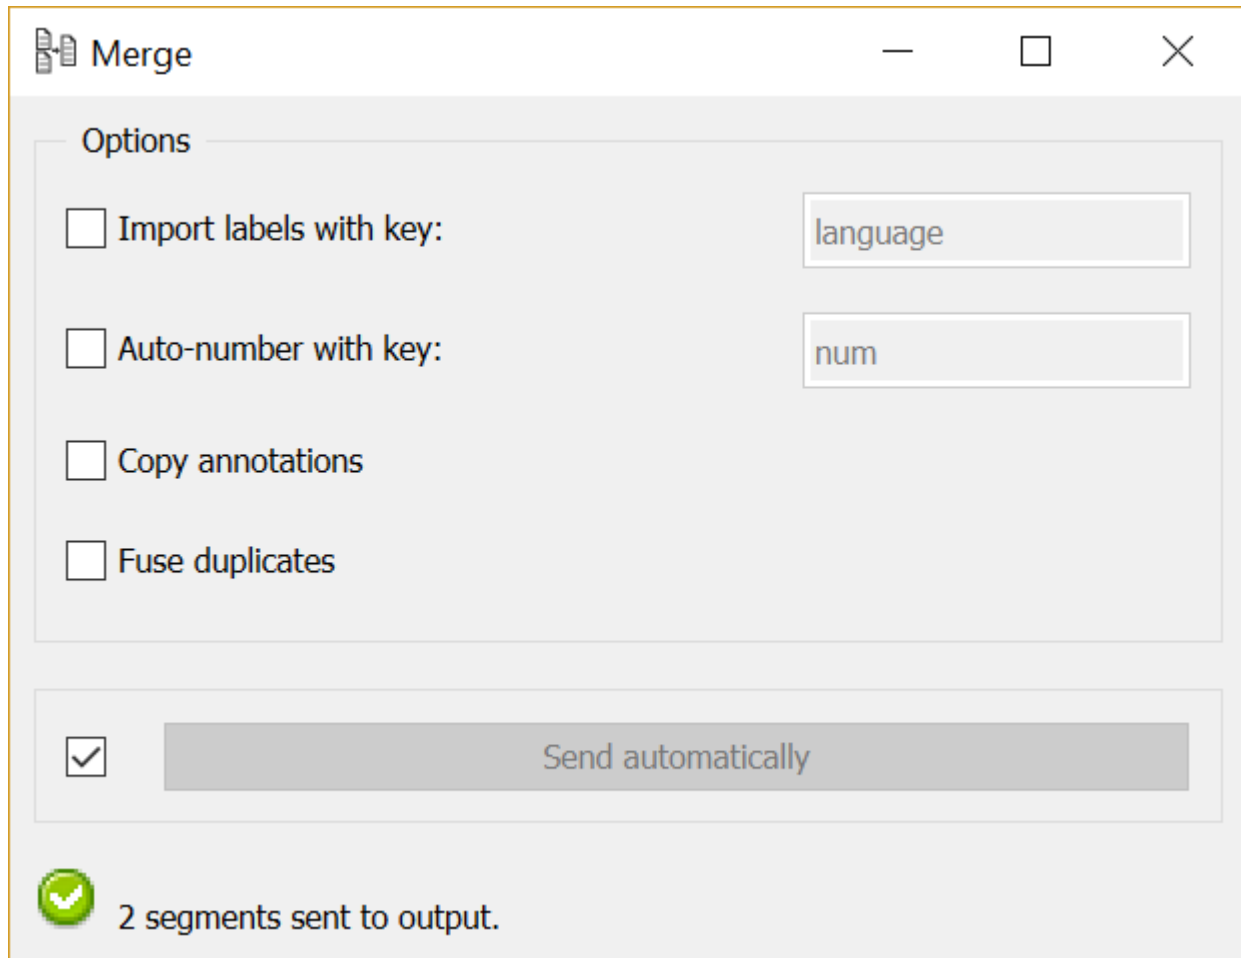 Merge
Options
Import labels with key:
language
Auto-number with key:
num
Copy annotations
Fuse duplicates
Send automatically
2 segments sent to output.